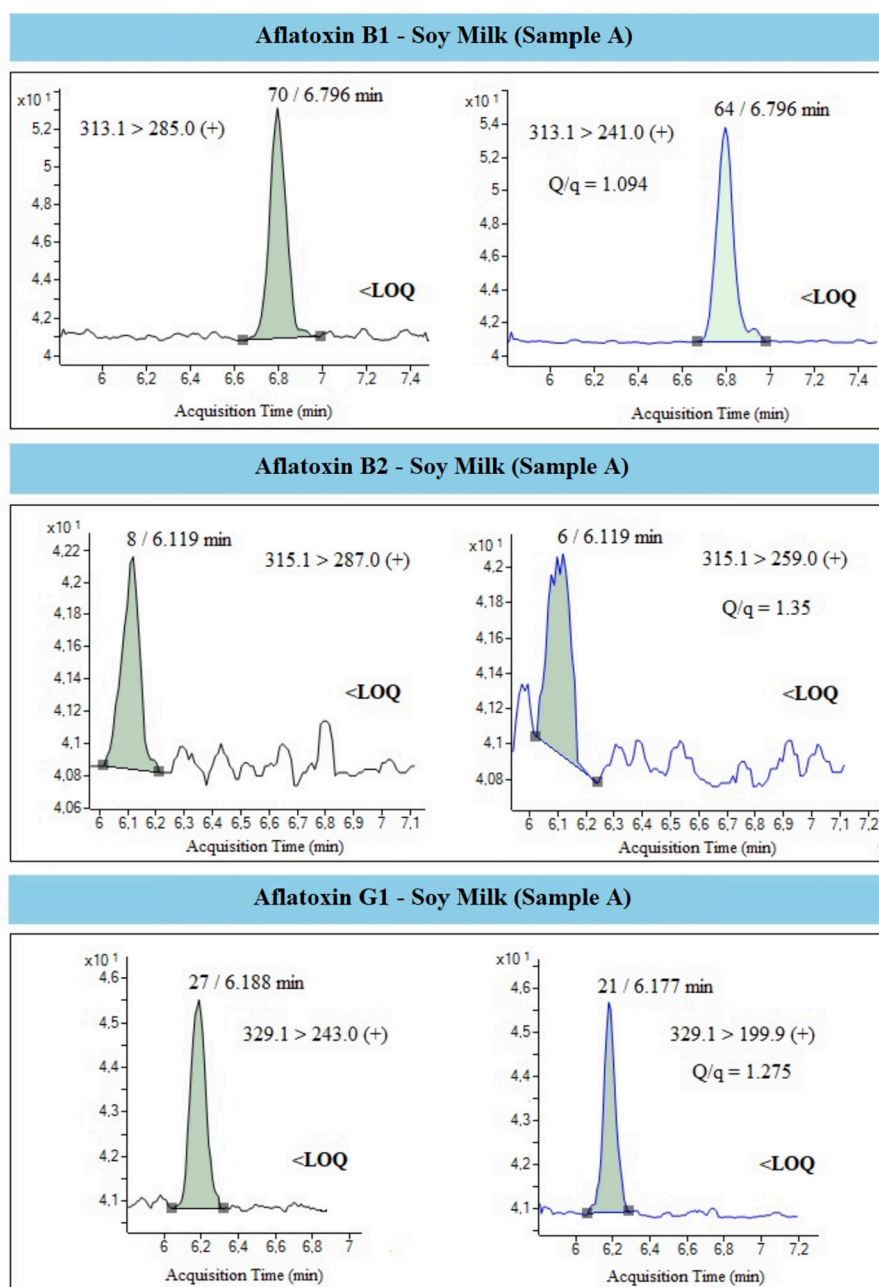 Aflatoxin B1 - Soy Milk (Sample A)
x10 1
70 / 6.796 min
313.1 > 285.0 (+)
<LOQ
5,2
5
4,8
4,6
4,4
4,2
4
6 6,2 6,4 6,6 6,8 7 7,2 7,4
Acquisition Time (min)
x10 1
64 / 6.796 min
313.1 > 241.0 (+)
Q/q = 1.094
<LOQ
5,4
5,2
5
4,8
4,6
4,4
4,2
4
6 6,2 6,4 6,6 6,8 7 7,2 7,4
Acquisition Time (min)
Aflatoxin B2 - Soy Milk (Sample A)
x10 1
8 / 6.119 min
315.1 > 287.0 (+)
<LOQ
4,22
4,2
4,18
4,16
4,14
4,12
4,1
4,08
4,06
6 6,1 6,2 6,3 6,4 6,5 6,6 6,7 6,8 6,9 7 7,1
Acquisition Time (min)
x10 1
6 / 6.119 min
315.1 > 259.0 (+)
Q/q = 1.35
<LOQ
4,2
4,18
4,16
4,14
4,12
4,1
4,08
6 6,1 6,2 6,3 6,4 6,5 6,6 6,7 6,8 6,9 7 7,1 7,2
Acquisition Time (min)
Aflatoxin G1 - Soy Milk (Sample A)
x10 1
27 / 6.188 min
329.1 > 243.0 (+)
<LOQ
4,6
4,5
4,4
4,3
4,2
4,1
6 6,2 6,4 6,6 6,8 7
Acquisition Time (min)
x10 1
21 / 6.177 min
329.1 > 199.9 (+)
Q/q = 1.275
<LOQ
4,6
4,5
4,4
4,3
4,2
4,1
6 6,2 6,4 6,6 6,8 7 7,2
Acquisition Time (min)